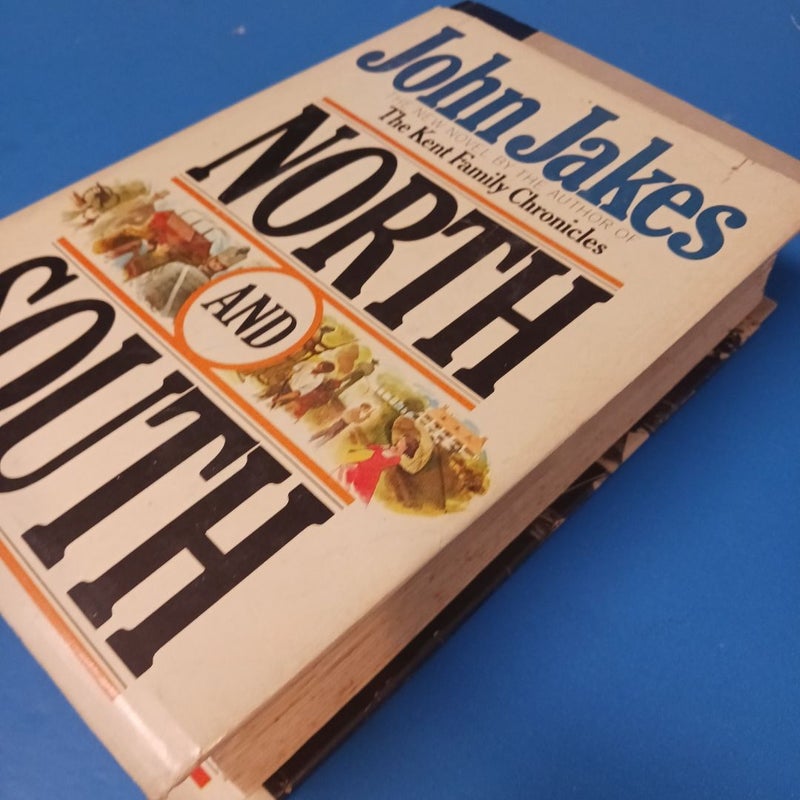 John Jakes
THE NEW NOVEL BY THE AUTHOR OF
The Kent Family Chronicles
NORTH
AND
SOUTH